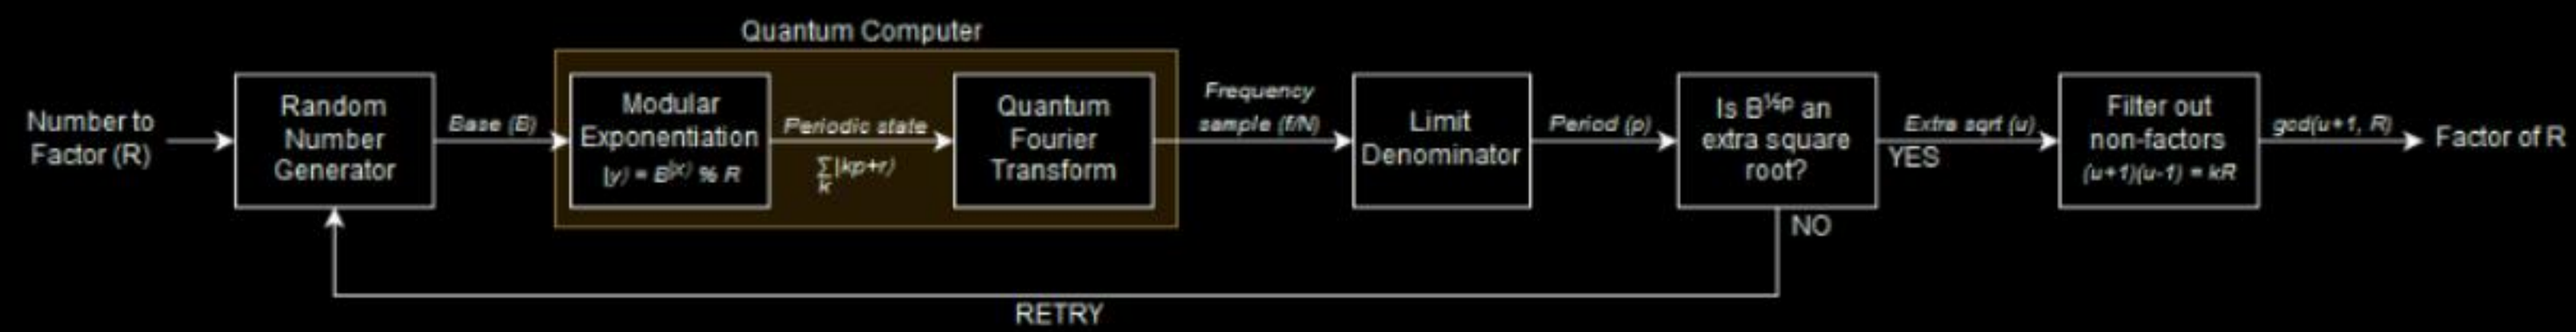 Quantum Computer
Number to
Factor (R)
Random
Number
Generator
Base (B)
Modular
Exponentiation
|y⟩ = B^|x⟩ % R
Periodic state
∑|kp+r⟩
k
Quantum
Fourier
Transform
Frequency
sample (f/N)
Limit
Denominator
Period (p)
Is B^½p an
extra square
root?
Extra sqrt (u)
YES
NO
Filter out
non-factors
(u+1)(u-1) = kR
gcd(u+1, R)
Factor of R
RETRY